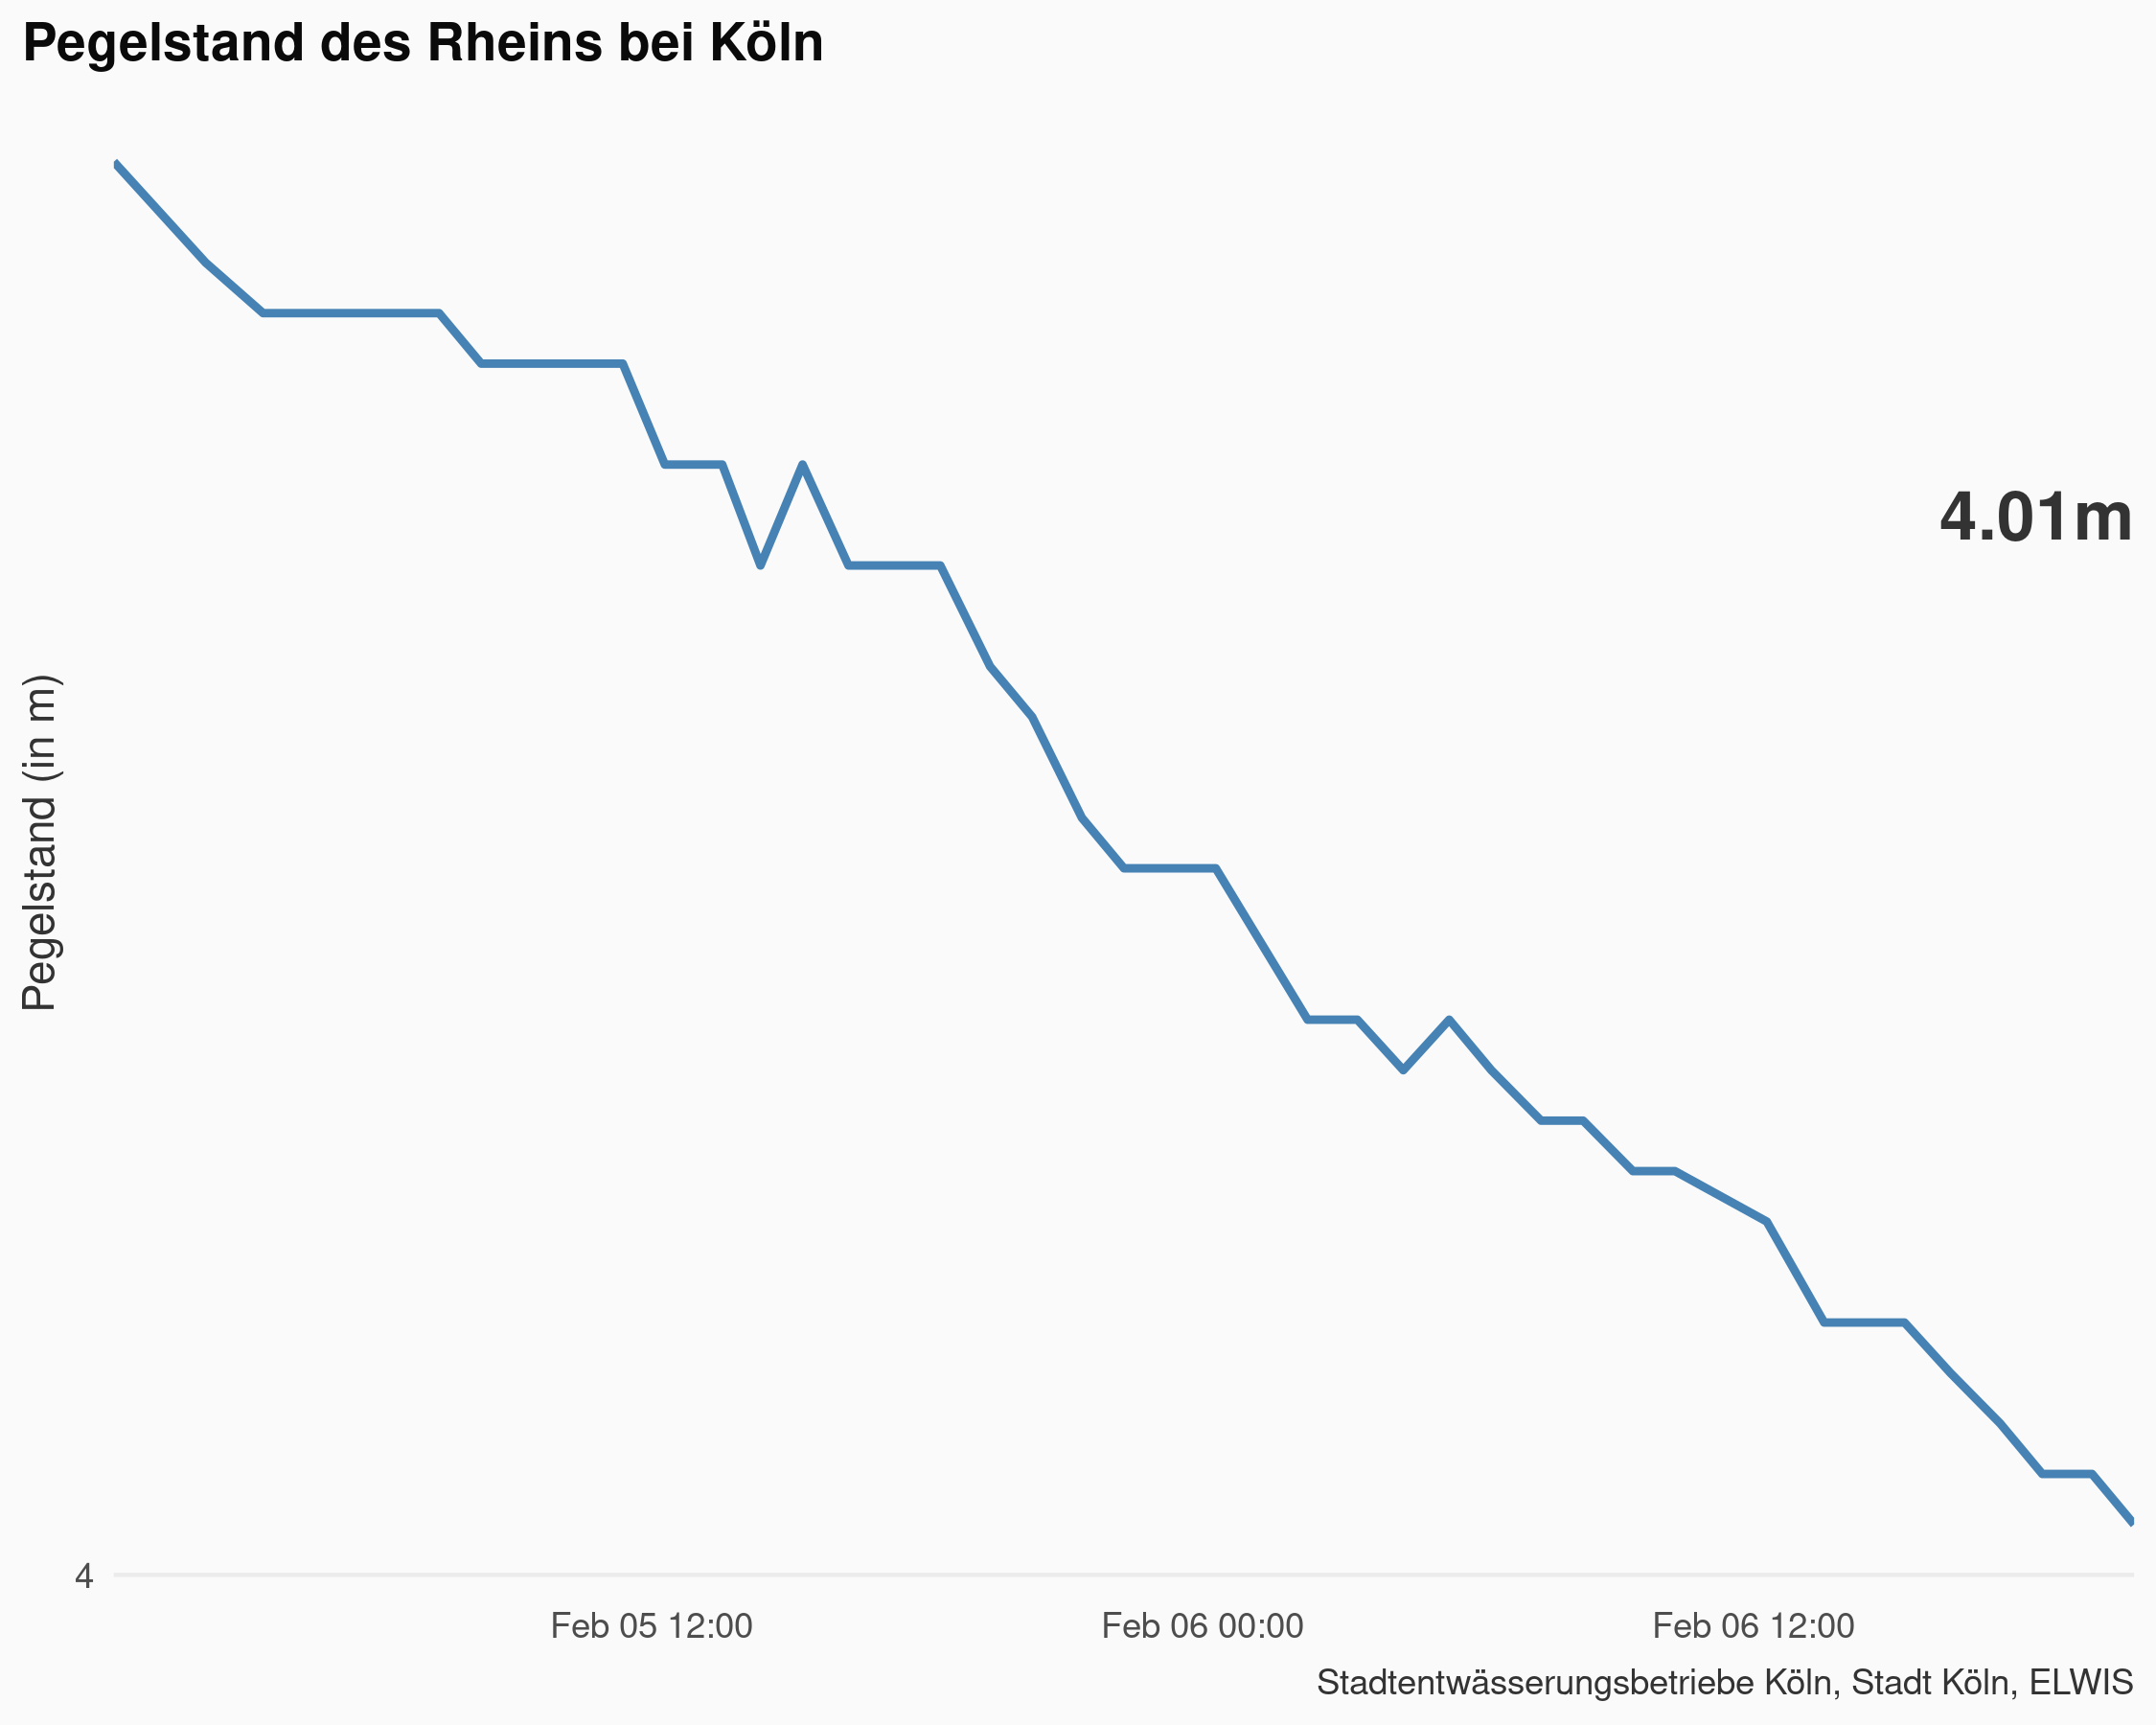 Pegelstand des Rheins bei Köln
4.01m
Pegelstand (in m)
4
Feb 05 12:00
Feb 06 00:00
Feb 06 12:00
Stadtentwässerungsbetriebe Köln, Stadt Köln, ELWIS